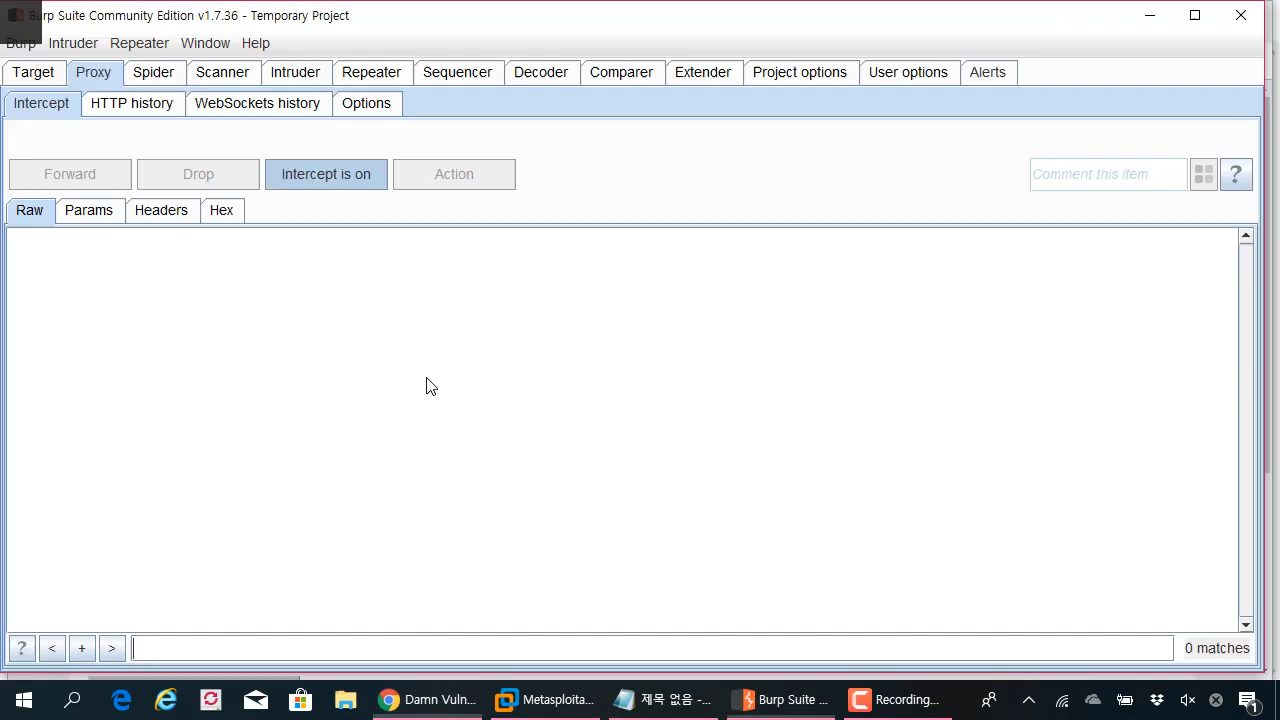 Burp Suite Community Edition v1.7.36 - Temporary Project
Burp Intruder Repeater Window Help
Target Proxy Spider Scanner Intruder Repeater Sequencer Decoder Comparer Extender Project options User options Alerts
Intercept HTTP history WebSockets history Options
Forward Drop Intercept is on Action Comment this item ?
Raw Params Headers Hex
? < + > 0 matches
Damn Vuln... Metasploita... 제목 없음 -... Burp Suite ... Recording... 1